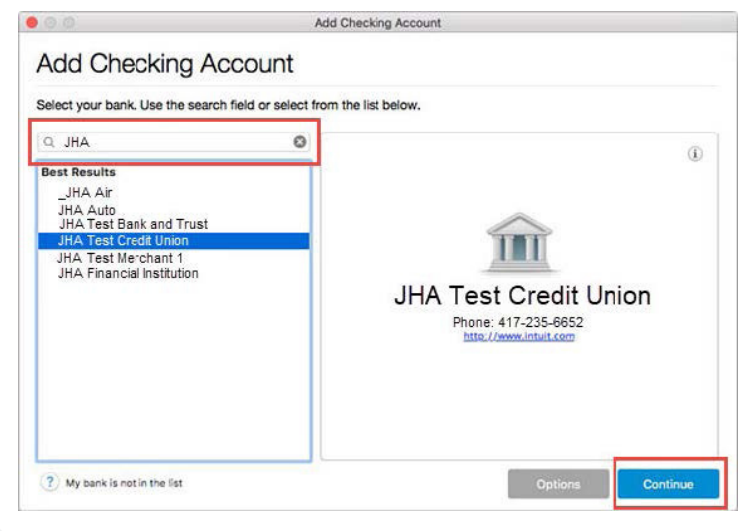 Add Checking Account
Add Checking Account
Select your bank. Use the search field or select from the list below.
JHA
Best Results
_JHA Air
JHA Auto
JHA Test Bank and Trust
JHA Test Credit Union
JHA Test Merchant 1
JHA Financial Institution
JHA Test Credit Union
Phone: 417-235-6652
http://www.intuit.com
? My bank is not in the list
Options
Continue